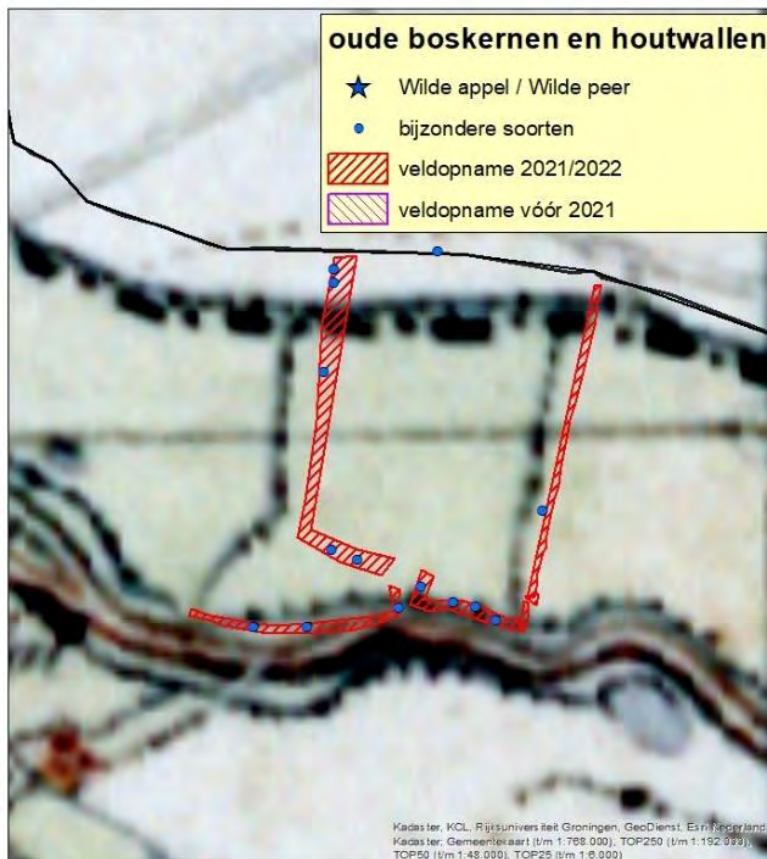 oude boskernen en houtwallen
Wilde appel / Wilde peer
bijzondere soorten
veldopname 2021/2022
veldopname vóór 2021
Kadaster, KCL, Rijksuniversiteit Groningen, GeoDienst, Esri Nederland
Kadaster: Gemeentekaart (t/m 1:768.000), TOP250 (t/m 1:192.000),
TOP50 (t/m 1:48.000), TOP25 (t/m 1:6.000)